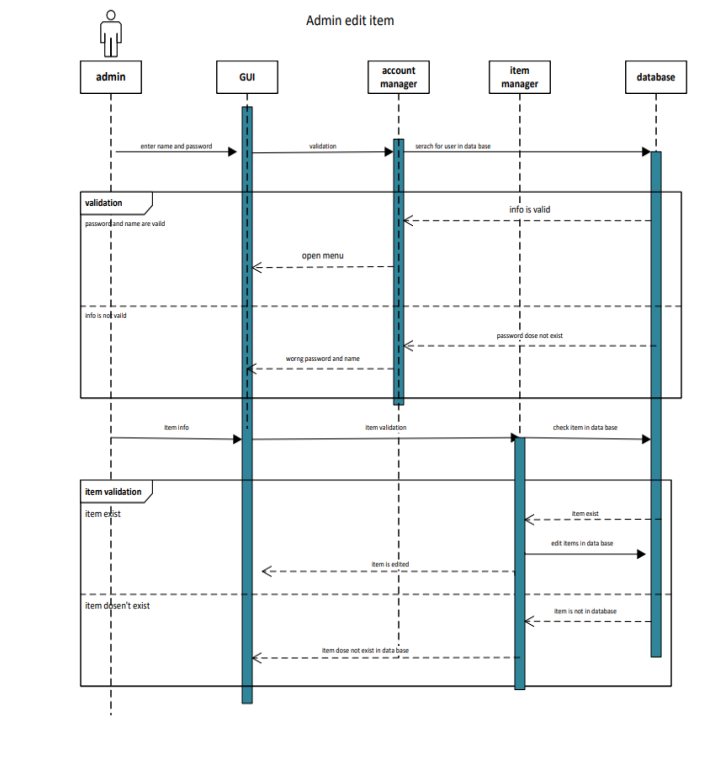 Admin edit item
admin
GUI
account
manager
item
manager
database
enter name and password
validation
serach for user in data base
validation
password and name are vaild
info is valid
open menu
info is not vaild
password dose not exist
worng password and name
Item info
Item validation
check item in data base
item validation
item exist
item exist
edit items in data base
item is edited
item dosen't exist
item is not in database
item dose not exist in data base